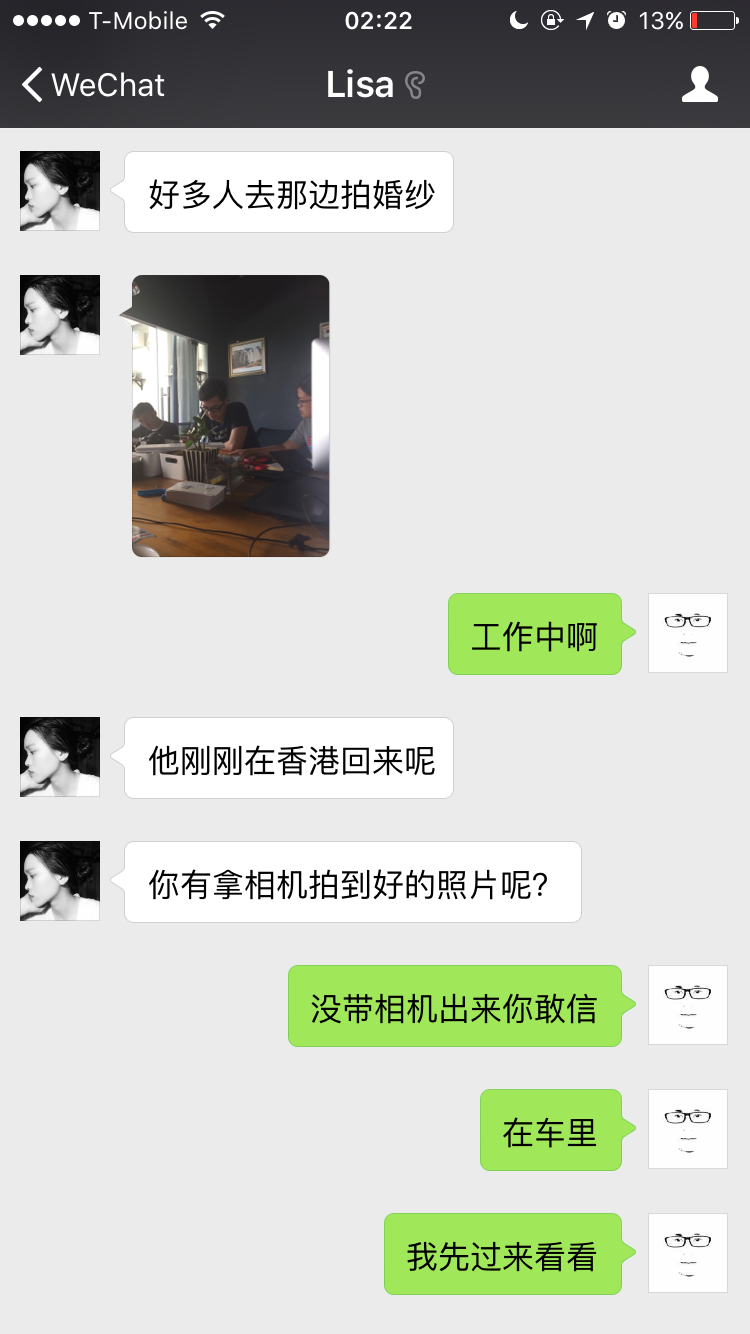 T-Mobile 02:22 13%
WeChat Lisa
好多人去那边拍婚纱
工作中啊
他刚刚在香港回来呢
你有拿相机拍到好的照片呢?
没带相机出来你敢信
在车里
我先过来看看